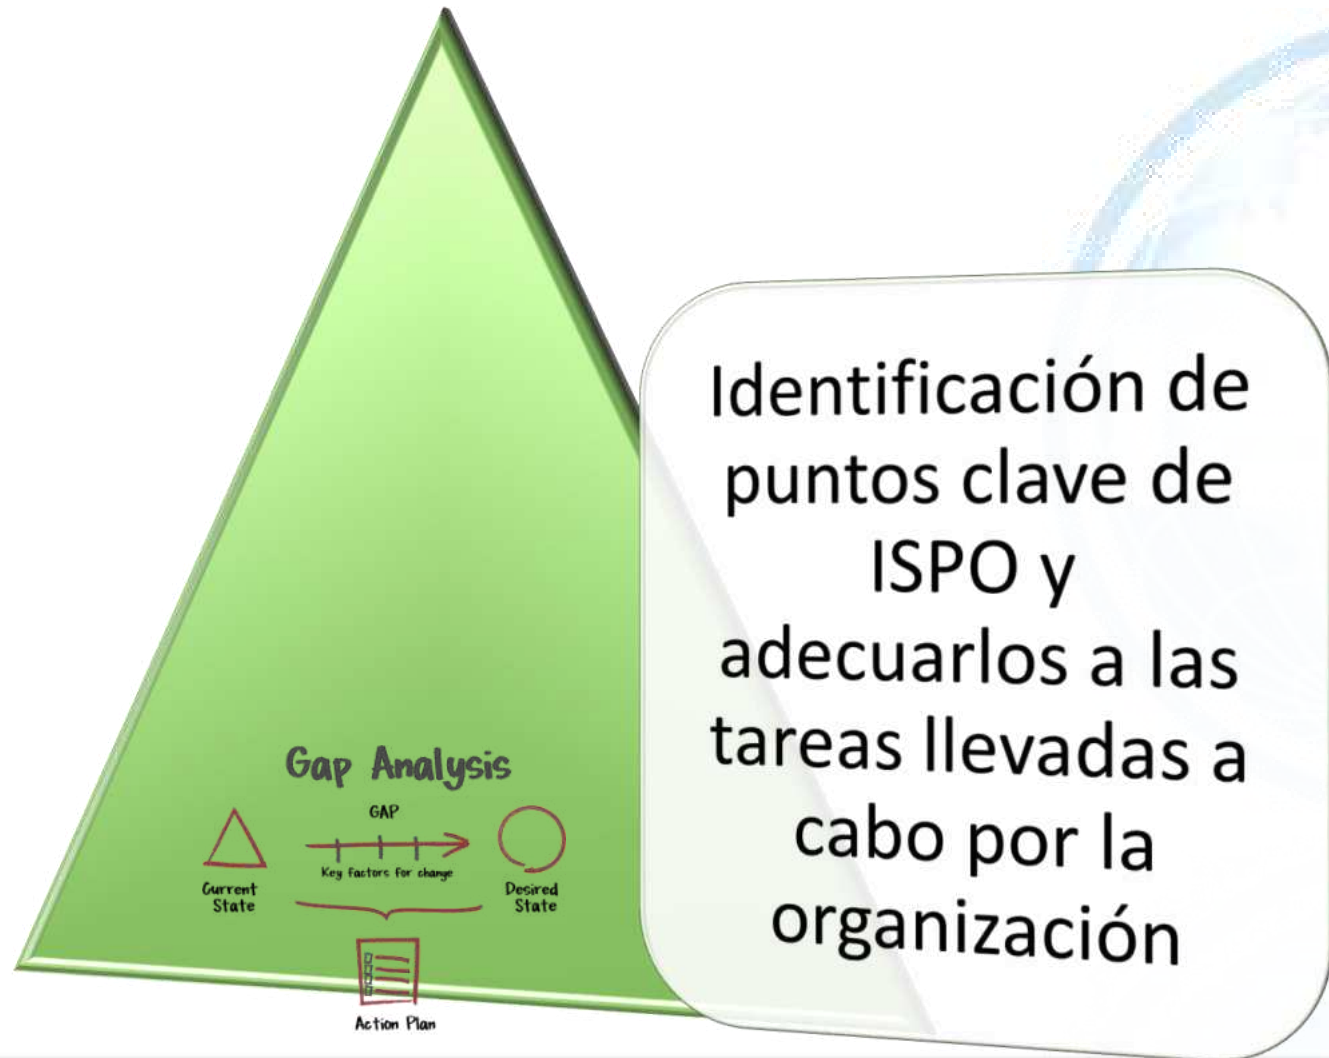 Gap Analysis
GAP
Key factors for change
Current
State
Desired
State
Action Plan
Identificación de
puntos clave de
ISPO y
adecuarlos a las
tareas llevadas a
cabo por la
organización